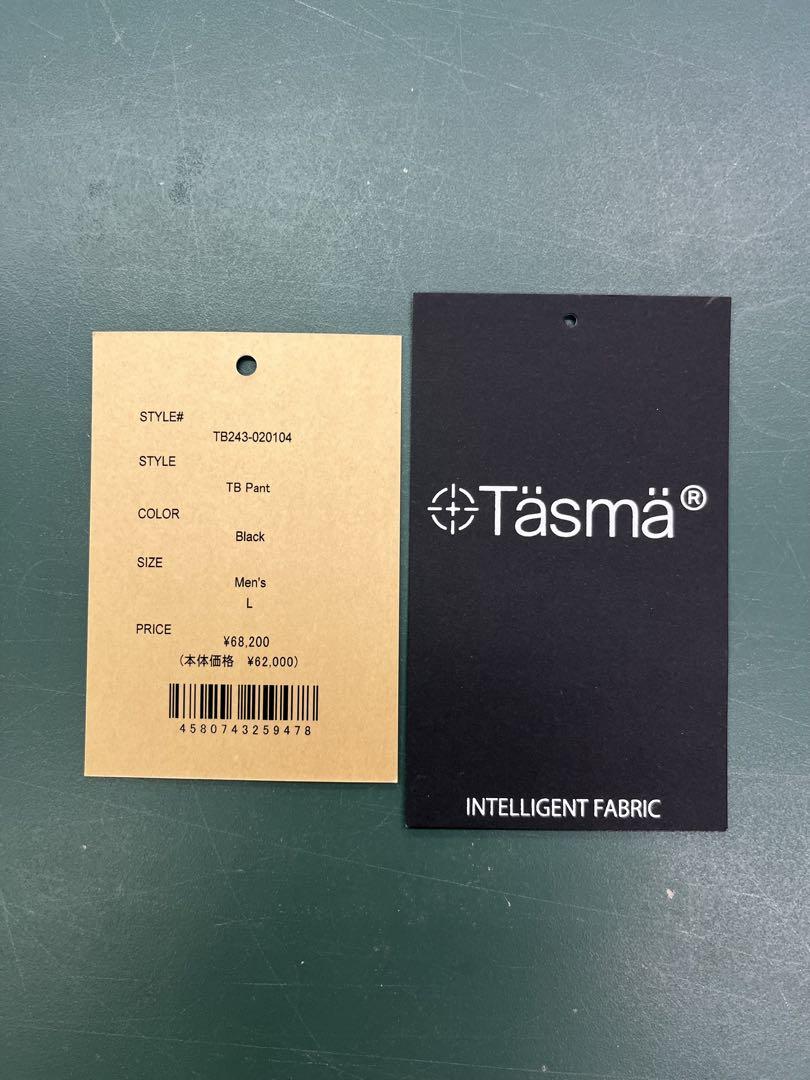 STYLE#
TB243-020104
STYLE
TB Pant
COLOR
Black
SIZE
Men's
L
PRICE
¥68,200
(本体価格 ¥62,000)
4580743259478
Täsmä®
INTELLIGENT FABRIC